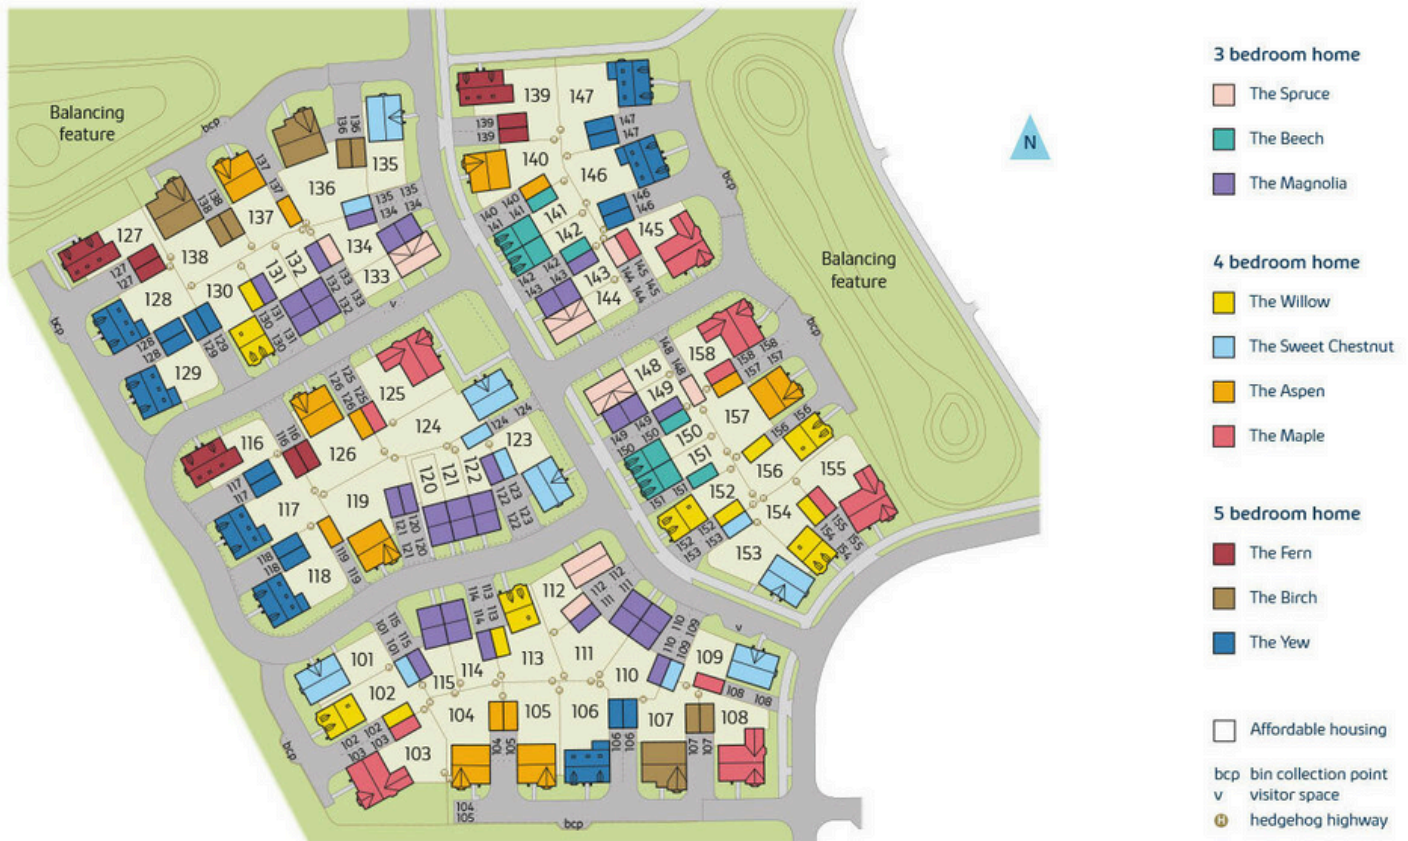 Balancing
feature
Balancing
feature
N
bcp
bcp
bcp
bcp
bcp
bcp
v
v
101
102
103
104
105
106
107
108
109
110
111
112
113
114
115
116
117
118
119
120
121
122
123
124
125
126
127
128
129
130
131
132
133
134
135
136
137
138
139
140
141
142
143
144
145
146
147
148
149
150
151
152
153
154
155
156
157
158
3 bedroom home
The Spruce
The Beech
The Magnolia
4 bedroom home
The Willow
The Sweet Chestnut
The Aspen
The Maple
5 bedroom home
The Fern
The Birch
The Yew
Affordable housing
bcp bin collection point
v visitor space
H hedgehog highway